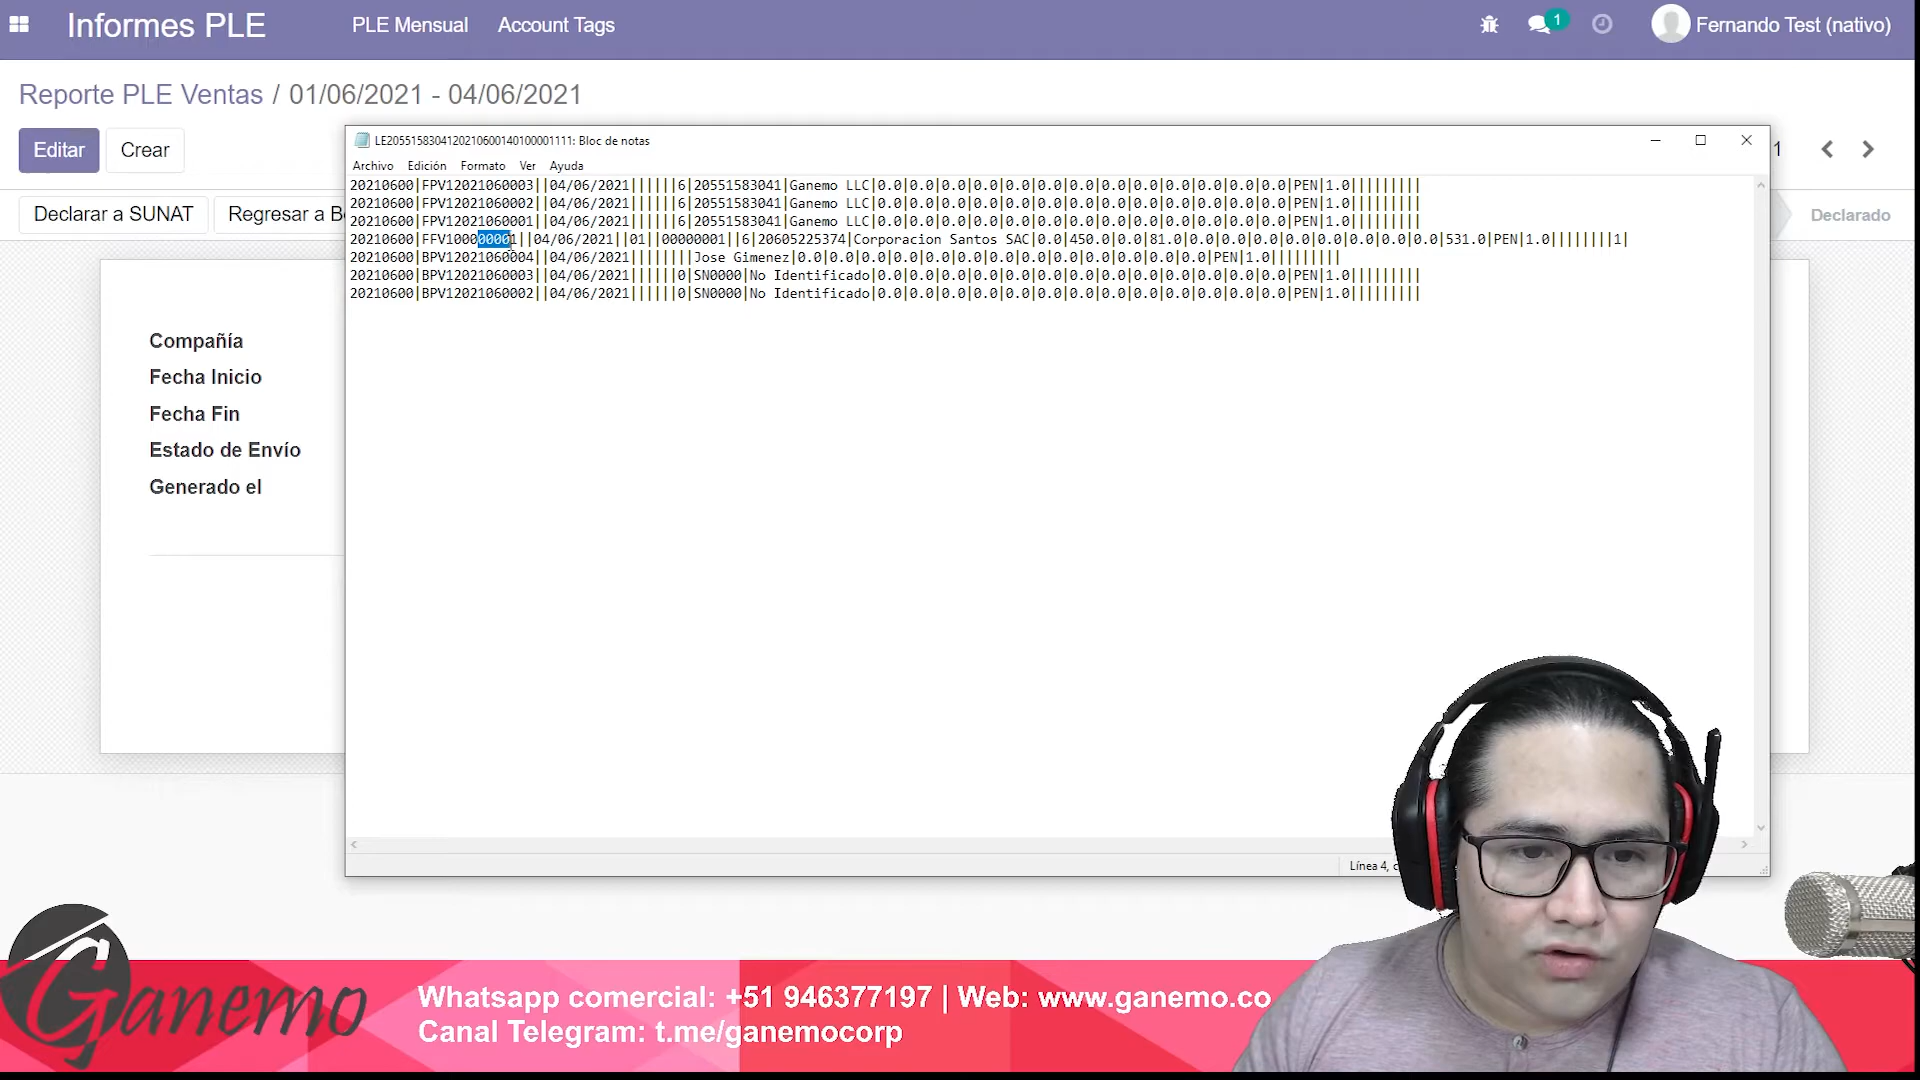 Informes PLE
PLE Mensual
Account Tags
1
Fernando Test (nativo)
Reporte PLE Ventas / 01/06/2021 - 04/06/2021
Editar
Crear
1
Declarar a SUNAT
Regresar a B
Declarado
LE20551583041202106001401000011111: Bloc de notas
Archivo Edición Formato Ver Ayuda
20210600|FPV12021060003||04/06/2021||||||6|20551583041|Ganemo LLC|0.0|0.0|0.0|0.0|0.0|0.0|0.0|0.0|0.0|0.0|0.0|0.0|0.0|PEN|1.0|||||||||
20210600|FPV12021060002||04/06/2021||||||6|20551583041|Ganemo LLC|0.0|0.0|0.0|0.0|0.0|0.0|0.0|0.0|0.0|0.0|0.0|0.0|0.0|PEN|1.0|||||||||
20210600|FPV12021060001||04/06/2021||||||6|20551583041|Ganemo LLC|0.0|0.0|0.0|0.0|0.0|0.0|0.0|0.0|0.0|0.0|0.0|0.0|0.0|PEN|1.0|||||||||
20210600|FFV100000001||04/06/2021||01||00000001||6|20605225374|Corporacion Santos SAC|0.0|450.0|0.0|81.0|0.0|0.0|0.0|0.0|0.0|0.0|0.0|0.0|531.0|PEN|1.0||||||||1|
20210600|BPV12021060004||04/06/2021||||||||Jose Gimenez|0.0|0.0|0.0|0.0|0.0|0.0|0.0|0.0|0.0|0.0|0.0|0.0|0.0|PEN|1.0|||||||||
20210600|BPV12021060003||04/06/2021||||||0|SN0000|No Identificado|0.0|0.0|0.0|0.0|0.0|0.0|0.0|0.0|0.0|0.0|0.0|0.0|0.0|PEN|1.0|||||||||
20210600|BPV12021060002||04/06/2021||||||0|SN0000|No Identificado|0.0|0.0|0.0|0.0|0.0|0.0|0.0|0.0|0.0|0.0|0.0|0.0|0.0|PEN|1.0|||||||||
Compañía
Fecha Inicio
Fecha Fin
Estado de Envío
Generado el
Línea 4, c
Ganemo
Whatsapp comercial: +51 946377197 | Web: www.ganemo.co
Canal Telegram: t.me/ganemocorp